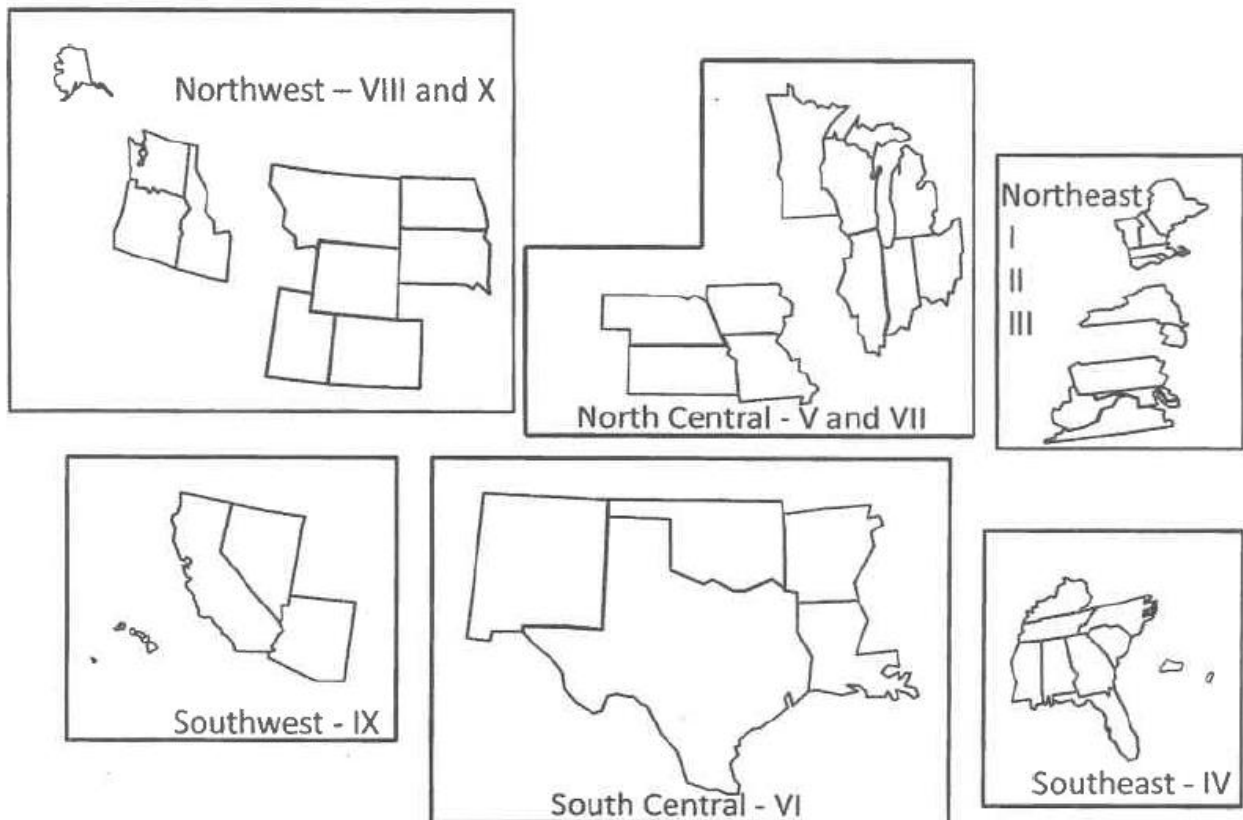 Northwest – VIII and X
Northeast
I
II
III
North Central - V and VII
Southwest - IX
South Central - VI
Southeast - IV